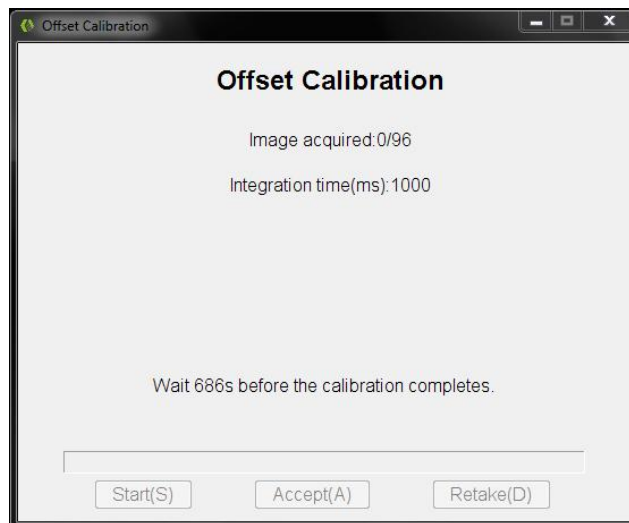 Offset Calibration
Offset Calibration
Image acquired:0/96
Integration time(ms):1000
Wait 686s before the calibration completes.
Start(S) Accept(A) Retake(D)